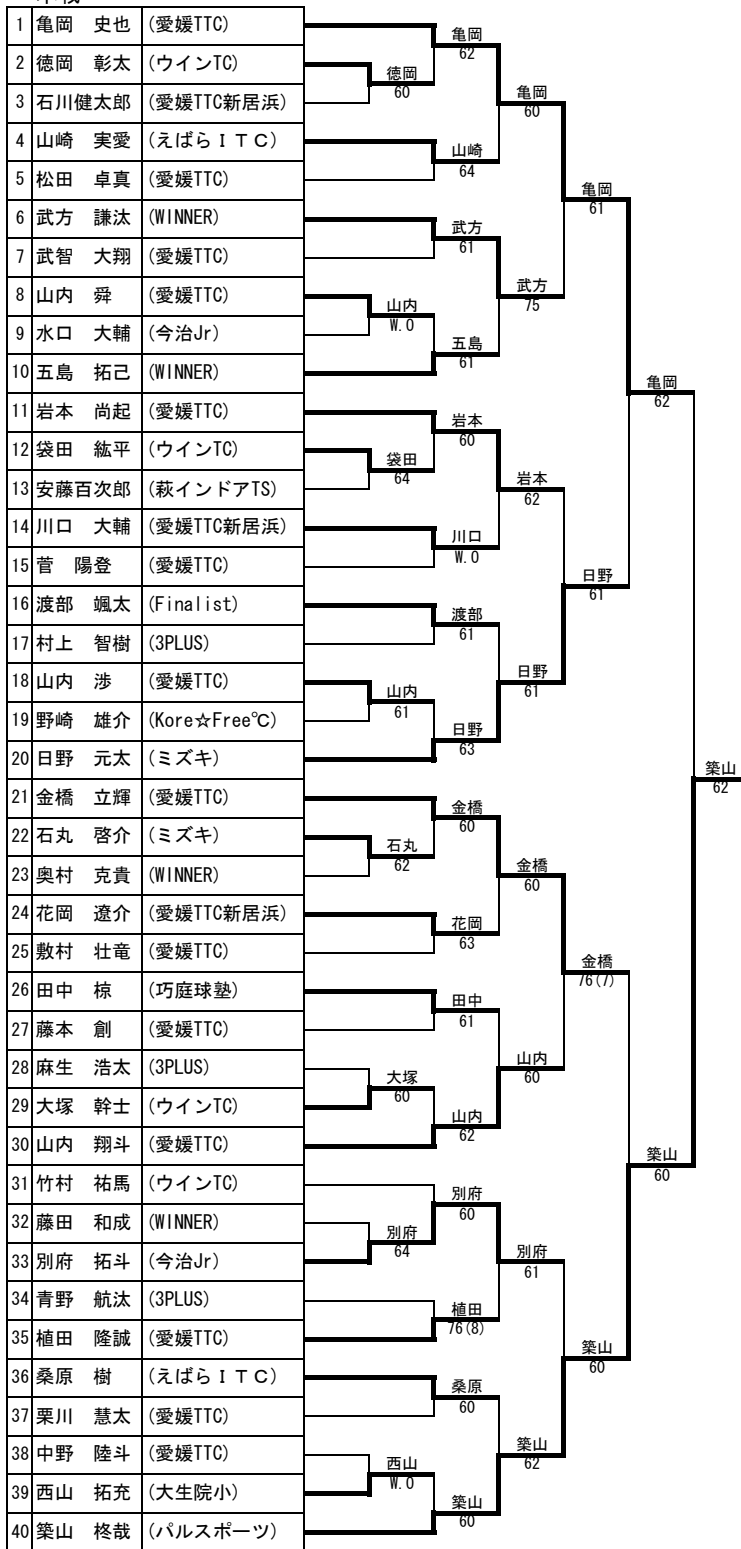 1 亀岡　史也 (愛媛TTC)
2 徳岡　彰太 (ウインTC)
3 石川健太郎 (愛媛TTC新居浜)
4 山崎　実愛 (えばらＩＴＣ)
5 松田　卓真 (愛媛TTC)
6 武方　謙汰 (WINNER)
7 武智　大翔 (愛媛TTC)
8 山内　舜 (愛媛TTC)
9 水口　大輔 (今治Jr)
10 五島　拓己 (WINNER)
11 岩本　尚起 (愛媛TTC)
12 袋田　紘平 (ウインTC)
13 安藤百次郎 (萩インドアTS)
14 川口　大輔 (愛媛TTC新居浜)
15 菅　陽登 (愛媛TTC)
16 渡部　颯太 (Finalist)
17 村上　智樹 (3PLUS)
18 山内　渉 (愛媛TTC)
19 野崎　雄介 (Kore☆Free℃)
20 日野　元太 (ミズキ)
21 金橋　立輝 (愛媛TTC)
22 石丸　啓介 (ミズキ)
23 奥村　克貴 (WINNER)
24 花岡　遼介 (愛媛TTC新居浜)
25 敷村　壮竜 (愛媛TTC)
26 田中　椋 (巧庭球塾)
27 藤本　創 (愛媛TTC)
28 麻生　浩太 (3PLUS)
29 大塚　幹士 (ウインTC)
30 山内　翔斗 (愛媛TTC)
31 竹村　祐馬 (ウインTC)
32 藤田　和成 (WINNER)
33 別府　拓斗 (今治Jr)
34 青野　航汰 (3PLUS)
35 植田　隆誠 (愛媛TTC)
36 桑原　樹 (えばらＩＴＣ)
37 栗川　慧太 (愛媛TTC)
38 中野　陸斗 (愛媛TTC)
39 西山　拓充 (大生院小)
40 築山　柊哉 (パルスポーツ)
徳岡
60
山内
W.O
袋田
64
山内
61
石丸
62
大塚
60
別府
64
西山
W.O
亀岡
62
山崎
64
武方
61
五島
61
岩本
60
川口
W.O
渡部
61
日野
63
金橋
60
花岡
63
田中
61
山内
62
別府
60
植田
76(8)
桑原
60
築山
60
亀岡
60
武方
75
岩本
62
日野
61
金橋
60
山内
60
別府
61
築山
62
亀岡
61
日野
61
金橋
76(7)
築山
60
亀岡
62
築山
60
築山
62